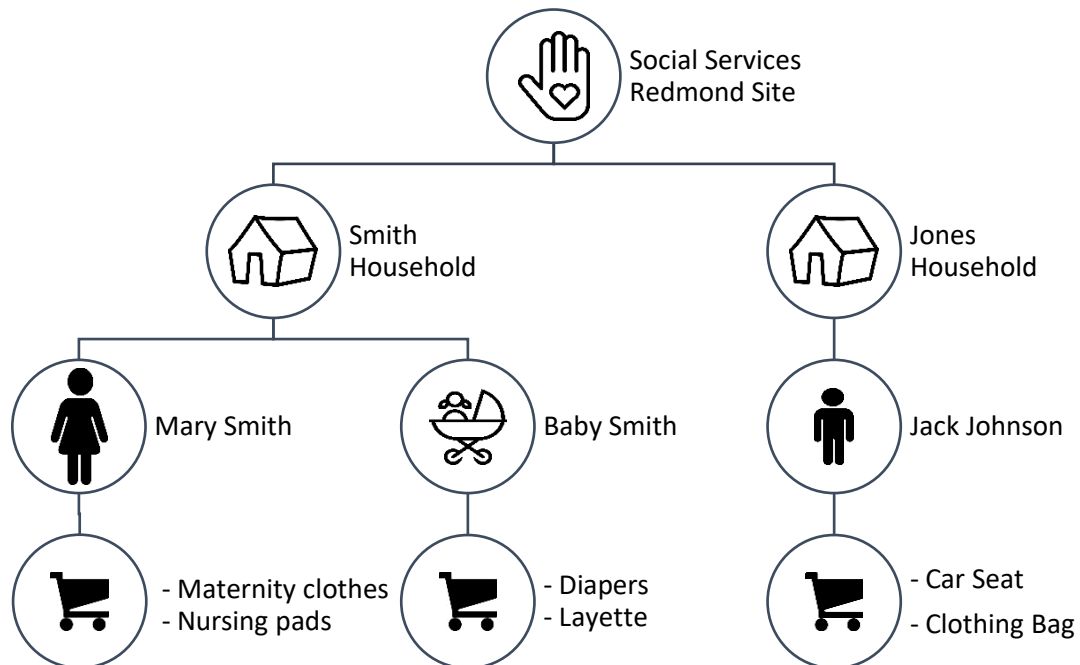 Social Services
Redmond Site
Smith
Household
Jones
Household
Mary Smith
Baby Smith
Jack Johnson
- Maternity clothes
- Nursing pads
- Diapers
- Layette
- Car Seat
- Clothing Bag